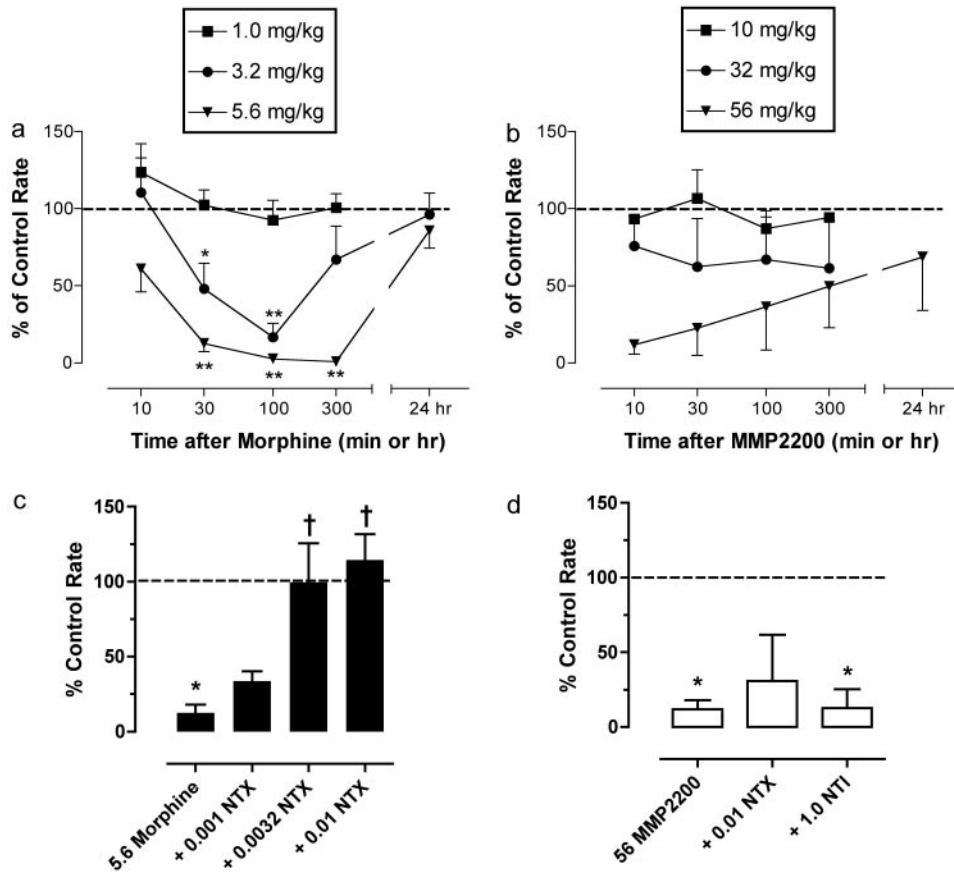 1.0 mg/kg
3.2 mg/kg
5.6 mg/kg
10 mg/kg
32 mg/kg
56 mg/kg
a
150
100
50
0
% of Control Rate
*
**
** ** **
10 30 100 300 24 hr
Time after Morphine (min or hr)
b
150
100
50
0
% of Control Rate
10 30 100 300 24 hr
Time after MMP2200 (min or hr)
c
150
100
50
0
% Control Rate
* † †
5.6 Morphine
+ 0.001 NTX
+ 0.0032 NTX
+ 0.01 NTX
d
150
100
50
0
% Control Rate
* *
56 MMP2200
+ 0.01 NTX
+ 1.0 NTI